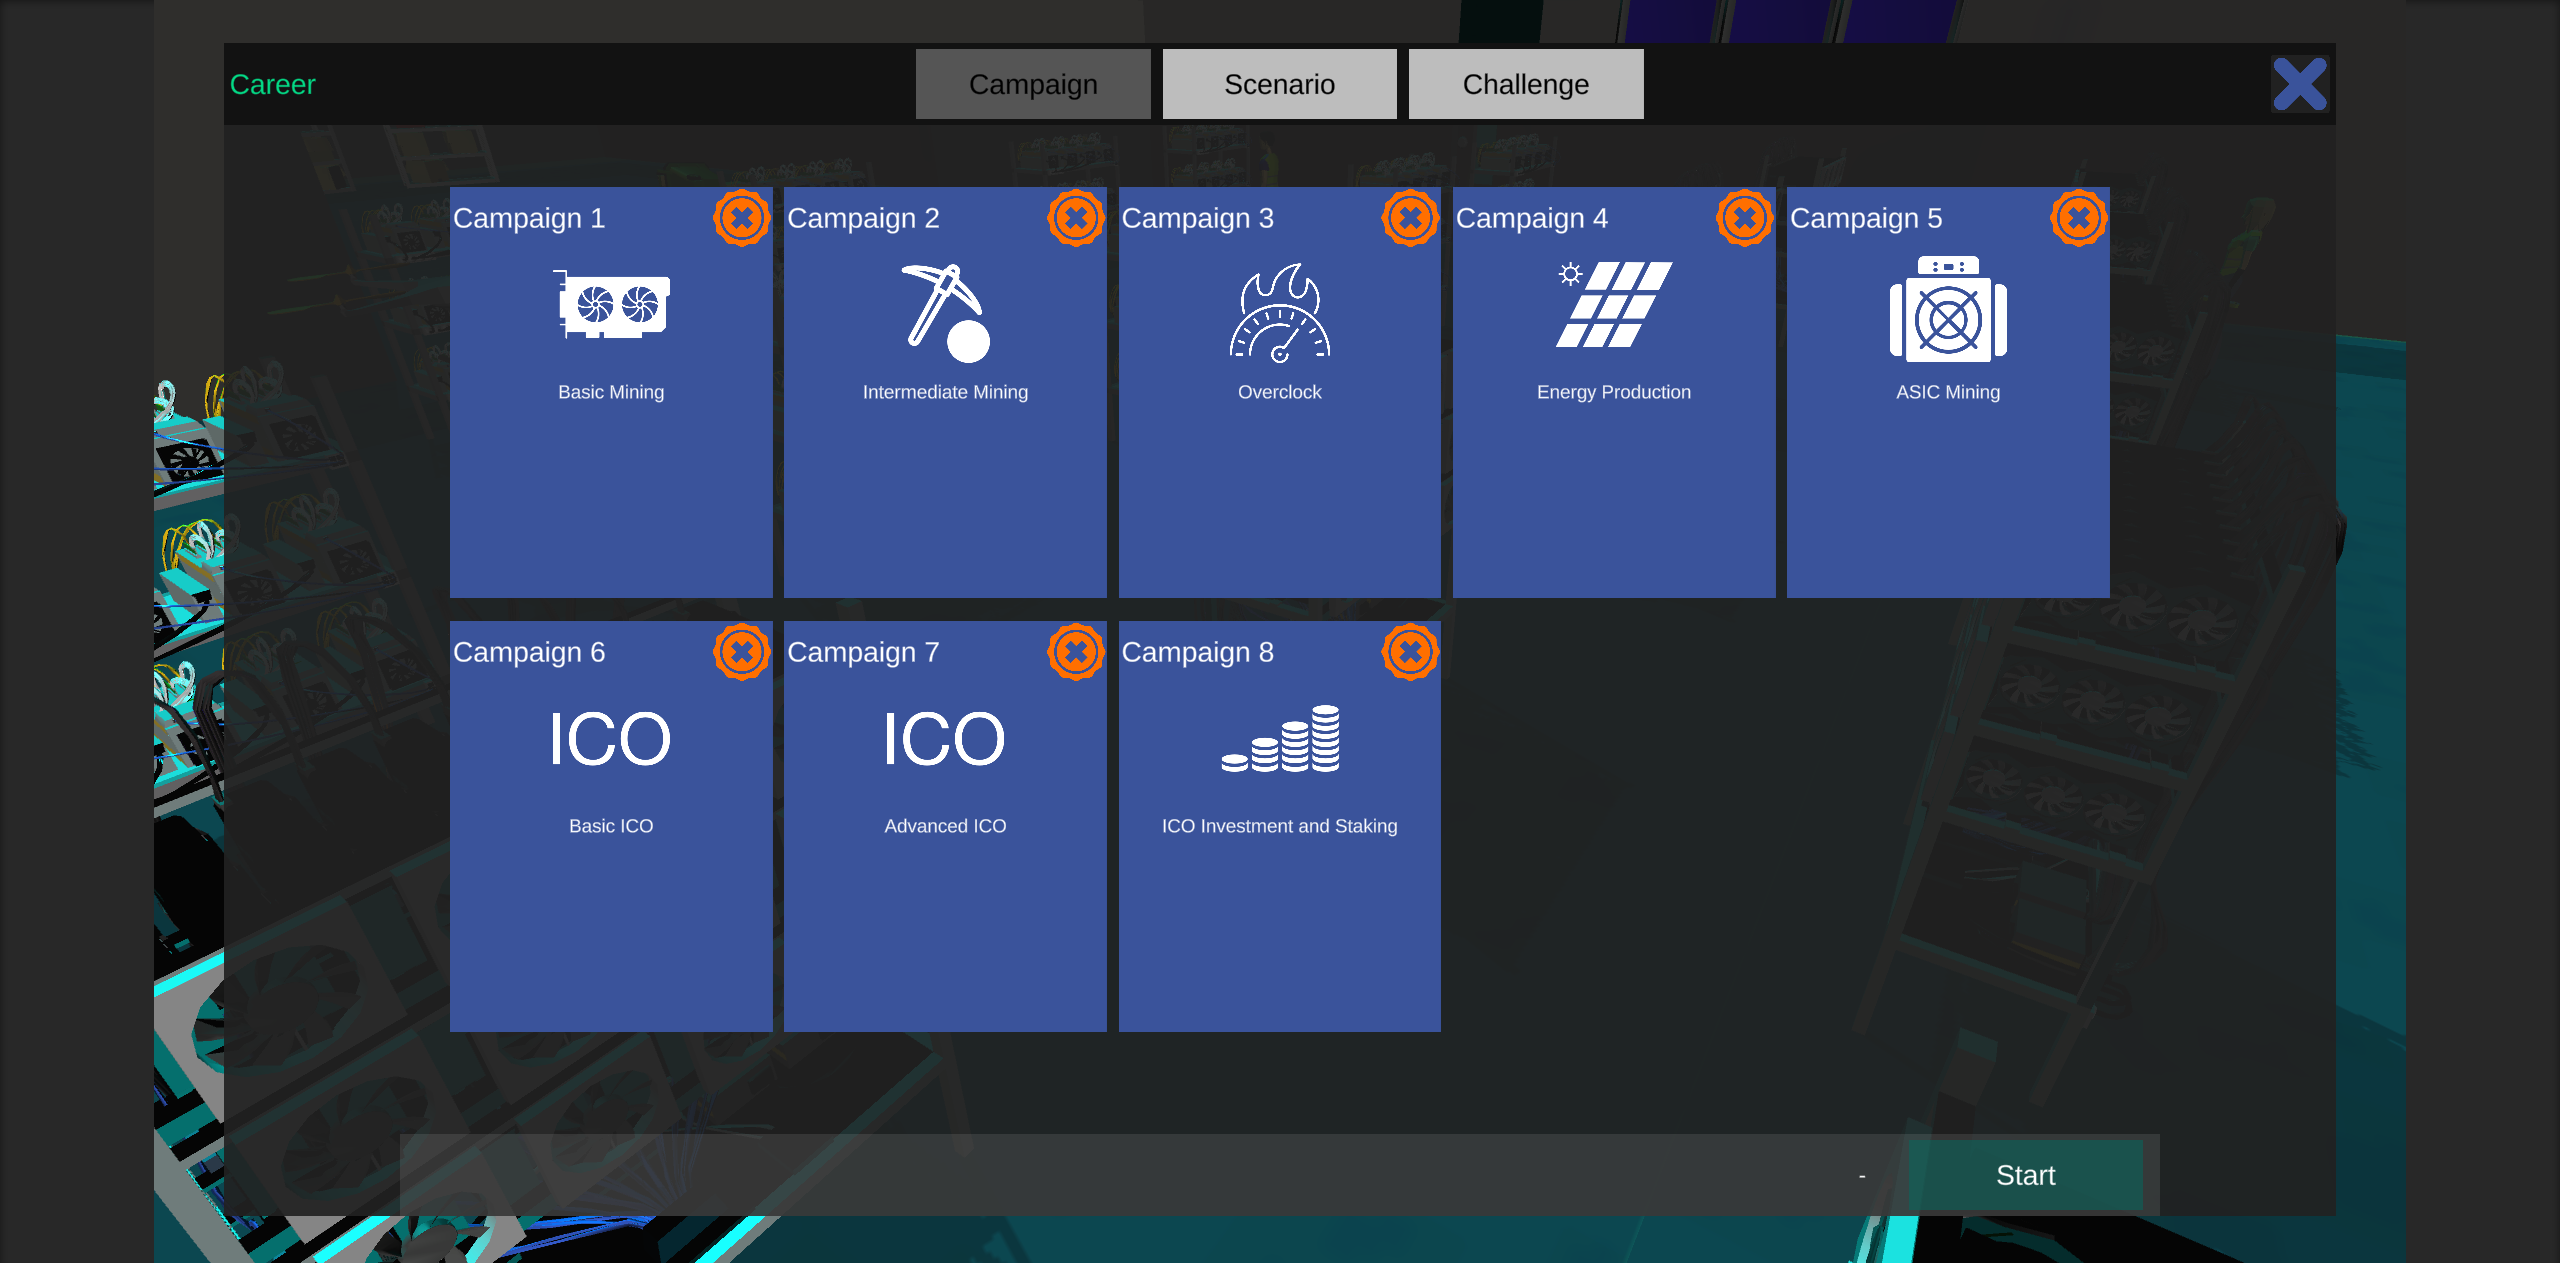 Career
Campaign
Scenario
Challenge
Campaign 1
Basic Mining
Campaign 2
Intermediate Mining
Campaign 3
Overclock
Campaign 4
Energy Production
Campaign 5
ASIC Mining
Campaign 6
ICO
Basic ICO
Campaign 7
ICO
Advanced ICO
Campaign 8
ICO Investment and Staking
-
Start